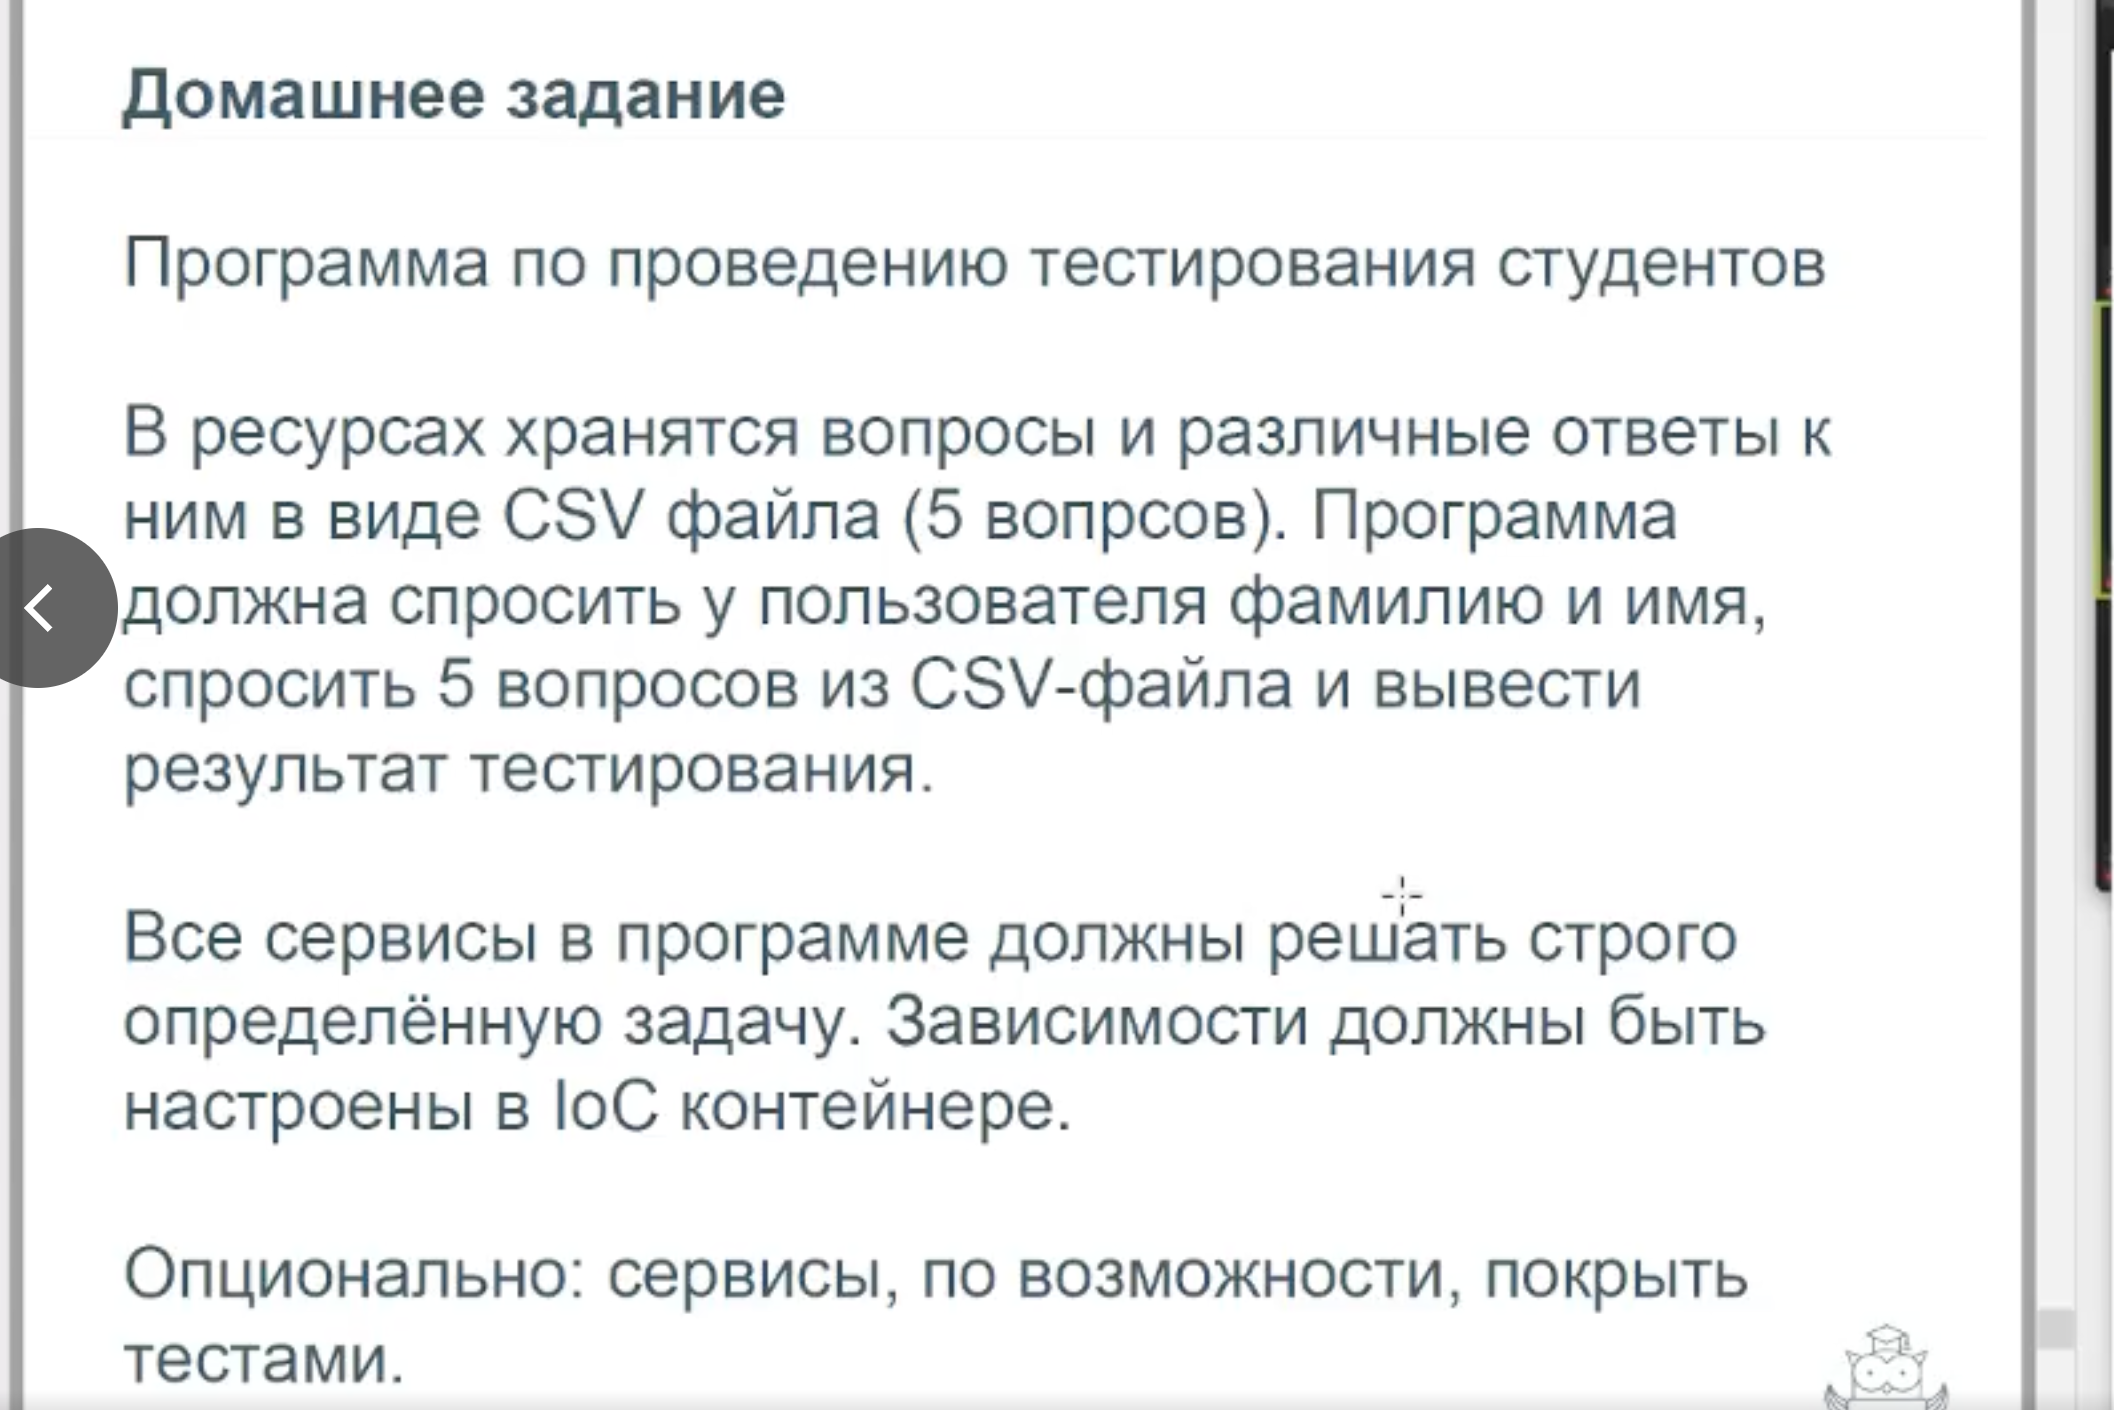 Домашнее задание
Программа по проведению тестирования студентов
В ресурсах хранятся вопросы и различные ответы к
ним в виде CSV файла (5 вопрсов). Программа
должна спросить у пользователя фамилию и имя,
спросить 5 вопросов из CSV-файла и вывести
результат тестирования.
Все сервисы в программе должны решать строго
определённую задачу. Зависимости должны быть
настроены в IoC контейнере.
Опционально: сервисы, по возможности, покрыть
тестами.